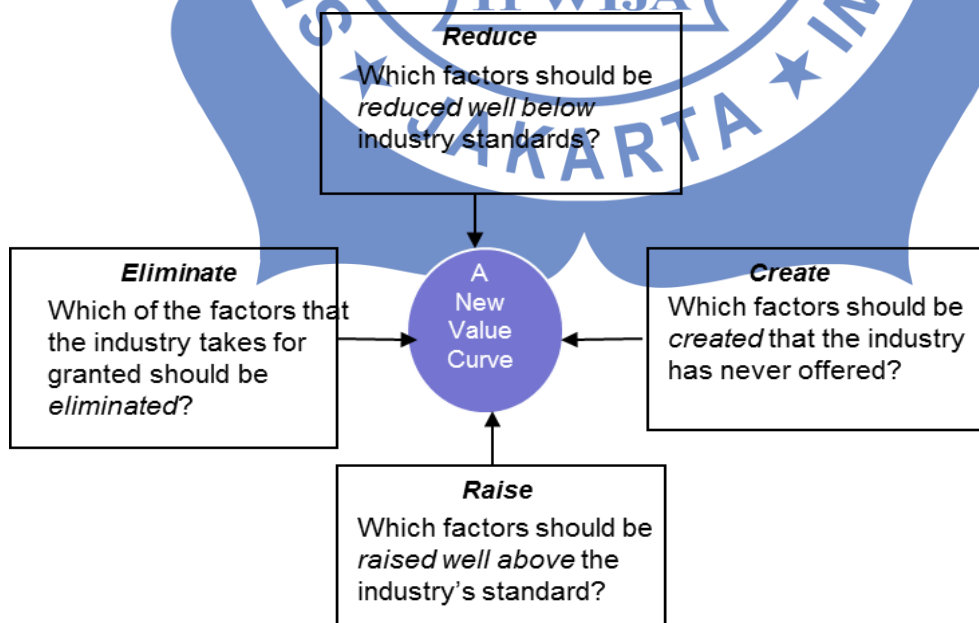 IPWIJA
JAKARTA
Reduce
Which factors should be
reduced well below
industry standards?
Eliminate
Which of the factors that
the industry takes for
granted should be
eliminated?
A
New
Value
Curve
Create
Which factors should be
created that the industry
has never offered?
Raise
Which factors should be
raised well above the
industry's standard?